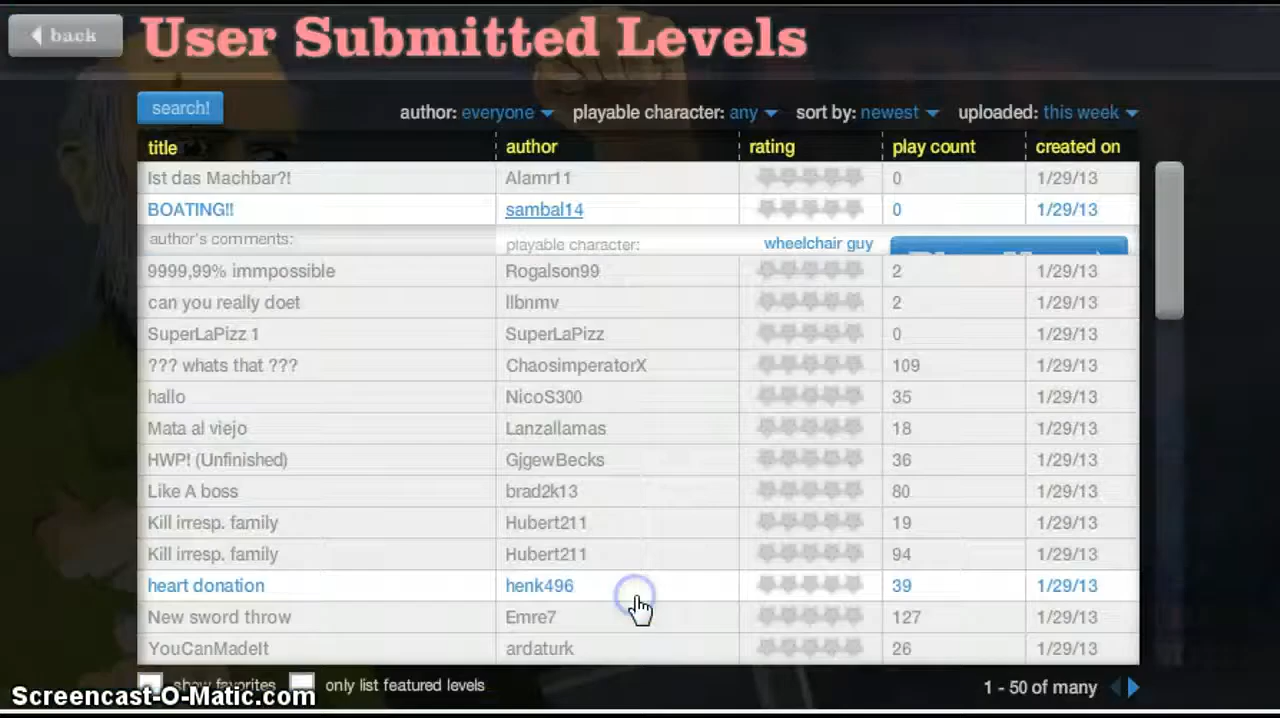 back
User Submitted Levels
search! author: everyone playable character: any sort by: newest uploaded: this week
title author rating play count created on
Ist das Machbar?! Alamr11 0 1/29/13
BOATING!! sambal14 0 1/29/13
author's comments: playable character: wheelchair guy
9999,99% immpossible Rogalson99 2 1/29/13
can you really doet llbnmv 2 1/29/13
SuperLaPizz 1 SuperLaPizz 0 1/29/13
??? whats that ??? ChaosimperatorX 109 1/29/13
hallo NicoS300 35 1/29/13
Mata al viejo Lanzallamas 18 1/29/13
HWP! (Unfinished) GjgewBecks 36 1/29/13
Like A boss brad2k13 80 1/29/13
Kill irresp. family Hubert211 19 1/29/13
Kill irresp. family Hubert211 94 1/29/13
heart donation henk496 39 1/29/13
New sword throw Emre7 127 1/29/13
YouCanMadeIt ardaturk 26 1/29/13
show favorites only list featured levels 1 - 50 of many
Screencast-O-Matic.com